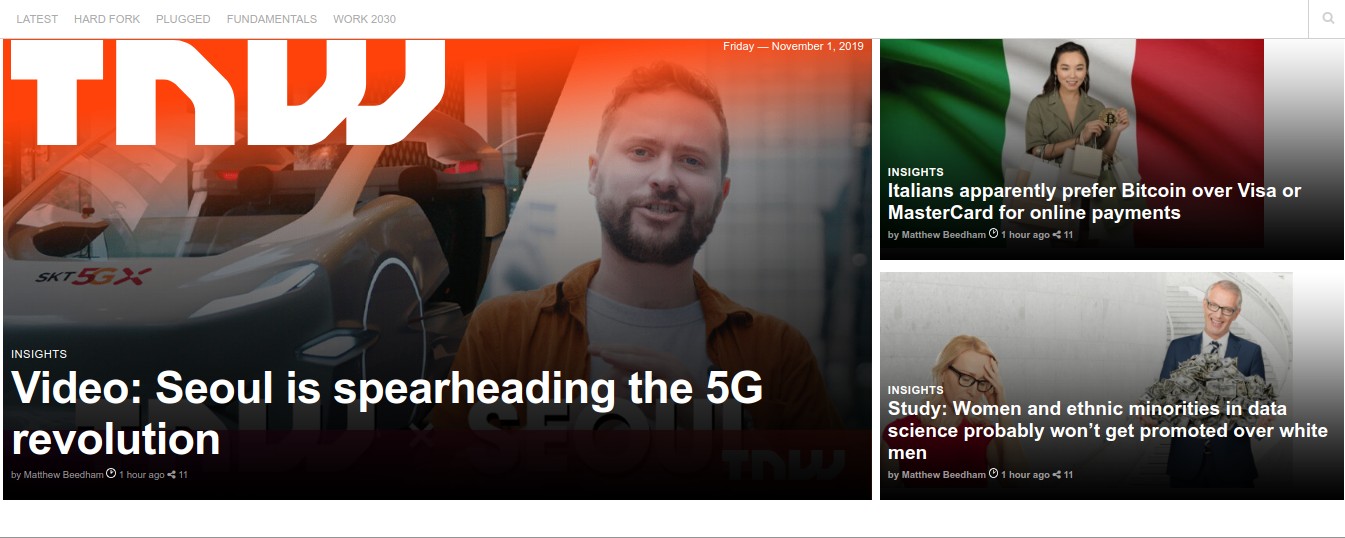 LATEST HARD FORK PLUGGED FUNDAMENTALS WORK 2030
TNW
Friday — November 1, 2019
SKT 5GX
INSIGHTS
Video: Seoul is spearheading the 5G
revolution
by Matthew Beedham 1 hour ago 11
TNW × SEOUL
TNW
INSIGHTS
Italians apparently prefer Bitcoin over Visa or
MasterCard for online payments
by Matthew Beedham 1 hour ago 11
INSIGHTS
Study: Women and ethnic minorities in data
science probably won’t get promoted over white
men
by Matthew Beedham 1 hour ago 11